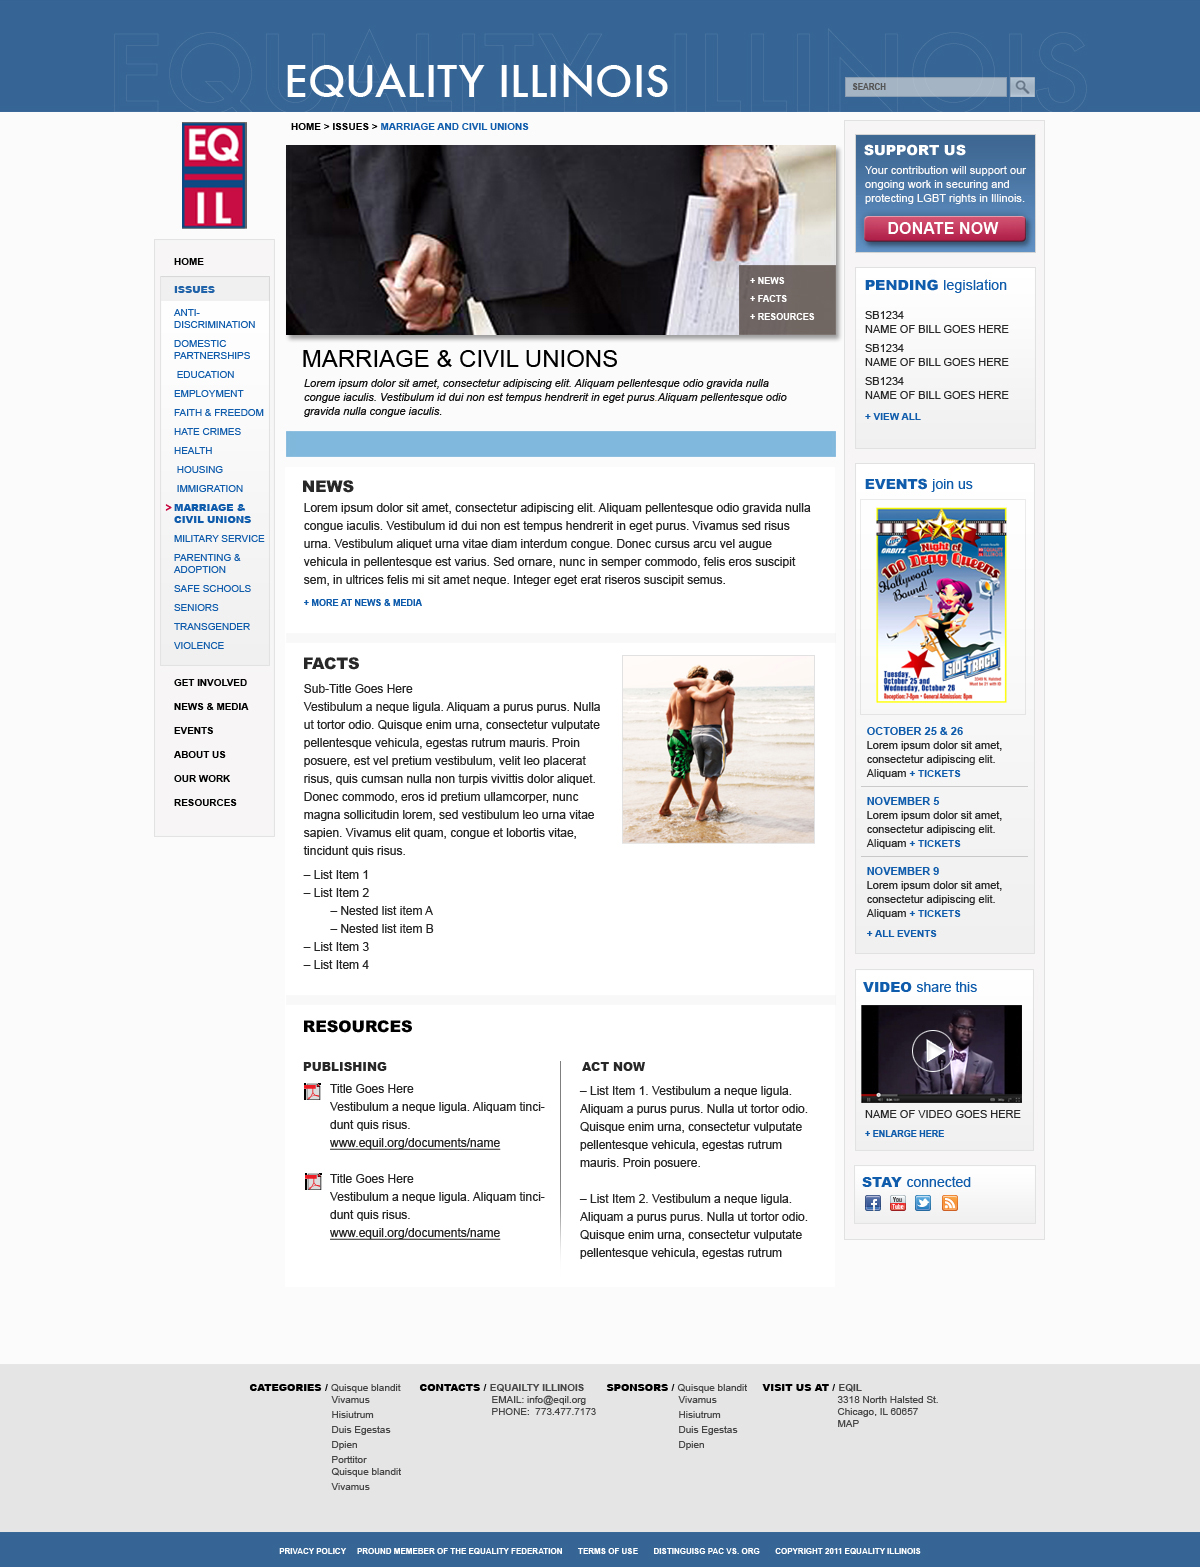 EQUALITY ILLINOIS
EQUALITY ILLINOIS
SEARCH
EQ
IL
HOME > ISSUES > MARRIAGE AND CIVIL UNIONS
HOME
ISSUES
ANTI-
DISCRIMINATION
DOMESTIC
PARTNERSHIPS
EDUCATION
EMPLOYMENT
FAITH & FREEDOM
HATE CRIMES
HEALTH
HOUSING
IMMIGRATION
> MARRIAGE &
CIVIL UNIONS
MILITARY SERVICE
PARENTING &
ADOPTION
SAFE SCHOOLS
SENIORS
TRANSGENDER
VIOLENCE
GET INVOLVED
NEWS & MEDIA
EVENTS
ABOUT US
OUR WORK
RESOURCES
+ NEWS
+ FACTS
+ RESOURCES
MARRIAGE & CIVIL UNIONS
Lorem ipsum dolor sit amet, consectetur adipiscing elit. Aliquam pellentesque odio gravida nulla
congue iaculis. Vestibulum id dui non est tempus hendrerit in eget purus.Aliquam pellentesque odio
gravida nulla congue iaculis.
NEWS
Lorem ipsum dolor sit amet, consectetur adipiscing elit. Aliquam pellentesque odio gravida nulla
congue iaculis. Vestibulum id dui non est tempus hendrerit in eget purus. Vivamus sed risus
urna. Vestibulum aliquet urna vitae diam interdum congue. Donec cursus arcu vel augue
vehicula in pellentesque est varius. Sed ornare, nunc in semper commodo, felis eros suscipit
sem, in ultrices felis mi sit amet neque. Integer eget erat riseros suscipit semus.
+ MORE AT NEWS & MEDIA
FACTS
Sub-Title Goes Here
Vestibulum a neque ligula. Aliquam a purus purus. Nulla
ut tortor odio. Quisque enim urna, consectetur vulputate
pellentesque vehicula, egestas rutrum mauris. Proin
posuere, est vel pretium vestibulum, velit leo placerat
risus, quis cumsan nulla non turpis vivittis dolor aliquet.
Donec commodo, eros id pretium ullamcorper, nunc
magna sollicitudin lorem, sed vestibulum leo urna vitae
sapien. Vivamus elit quam, congue et lobortis vitae,
tincidunt quis risus.
– List Item 1
– List Item 2
– Nested list item A
– Nested list item B
– List Item 3
– List Item 4
RESOURCES
PUBLISHING
Title Goes Here
Vestibulum a neque ligula. Aliquam tinci-
dunt quis risus.
www.equil.org/documents/name
Title Goes Here
Vestibulum a neque ligula. Aliquam tinci-
dunt quis risus.
www.equil.org/documents/name
ACT NOW
– List Item 1. Vestibulum a neque ligula.
Aliquam a purus purus. Nulla ut tortor odio.
Quisque enim urna, consectetur vulputate
pellentesque vehicula, egestas rutrum
mauris. Proin posuere.
– List Item 2. Vestibulum a neque ligula.
Aliquam a purus purus. Nulla ut tortor odio.
Quisque enim urna, consectetur vulputate
pellentesque vehicula, egestas rutrum
SUPPORT US
Your contribution will support our
ongoing work in securing and
protecting LGBT rights in Illinois.
DONATE NOW
PENDING legislation
SB1234
NAME OF BILL GOES HERE
SB1234
NAME OF BILL GOES HERE
SB1234
NAME OF BILL GOES HERE
+ VIEW ALL
EVENTS join us
ORBITZ
Night of
100 Drag Queens
Hollywood
Bound!
SIDETRACK
Tuesday,
October 25 and
Wednesday, October 26
Reception: 7-8pm • General Admission: 8pm
OCTOBER 25 & 26
Lorem ipsum dolor sit amet,
consectetur adipiscing elit.
Aliquam + TICKETS
NOVEMBER 5
Lorem ipsum dolor sit amet,
consectetur adipiscing elit.
Aliquam + TICKETS
NOVEMBER 9
Lorem ipsum dolor sit amet,
consectetur adipiscing elit.
Aliquam + TICKETS
+ ALL EVENTS
VIDEO share this
NAME OF VIDEO GOES HERE
+ ENLARGE HERE
STAY connected
You
Tube
CATEGORIES / Quisque blandit
Vivamus
Hisiutrum
Duis Egestas
Dpien
Porttitor
Quisque blandit
Vivamus
CONTACTS / EQUAILTY ILLINOIS
EMAIL: info@eqil.org
PHONE: 773.477.7173
SPONSORS / Quisque blandit
Vivamus
Hisiutrum
Duis Egestas
Dpien
VISIT US AT / EQIL
3318 North Halsted St.
Chicago, IL 60657
MAP
PRIVACY POLICY PROUND MEMEBER OF THE EQUALITY FEDERATION TERMS OF USE DISTINGUISG PAC VS. ORG COPYRIGHT 2011 EQUALITY ILLINOIS